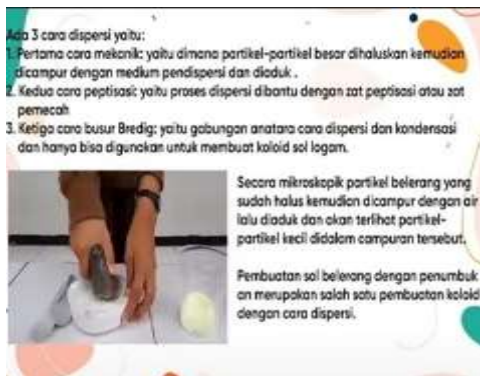 Ada 3 cara dispersi yaitu:
1. Pertama cara mekanik: yaitu dimana partikel-partikel besar dihaluskan kemudian
dicampur dengan medium pendispersi dan diaduk .
2. Kedua cara peptisasi: yaitu proses dispersi dibantu dengan zat peptisasi atau zat
pemecah
3. Ketiga cara busur Bredig: yaitu gabungan anatara cara dispersi dan kondensasi
dan hanya bisa digunakan untuk membuat koloid sol logam.
Secara mikroskopik partikel belerang yang
sudah halus kemudian dicampur dengan air
lalu diaduk dan akan terlihat partikel-
partikel kecil didalam campuran tersebut.
Pembuatan sol belerang dengan penumbuk
an merupakan salah satu pembuatan koloid
dengan cara dispersi.